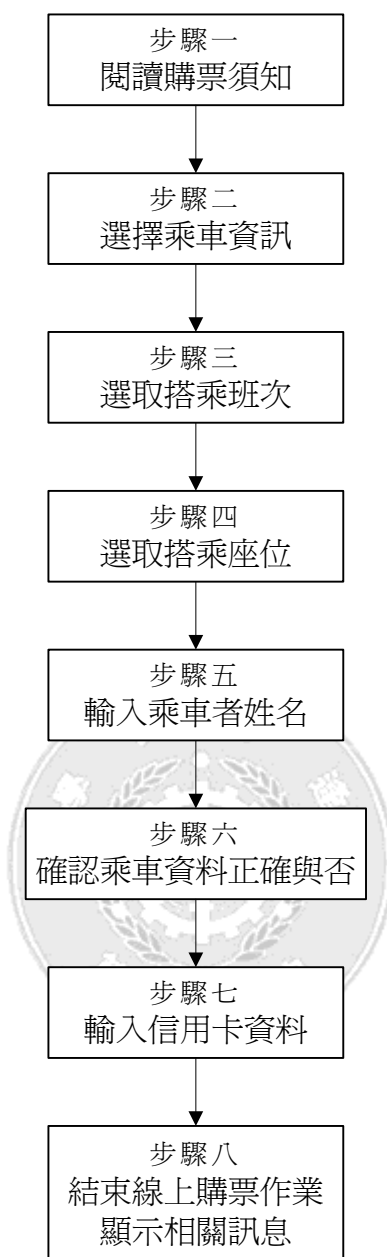 步驟一
閱讀購票須知
步驟二
選擇乘車資訊
步驟三
選取搭乘班次
步驟四
選取搭乘座位
步驟五
輸入乘車者姓名
步驟六
確認乘車資料正確與否
步驟七
輸入信用卡資料
步驟八
結束線上購票作業
顯示相關訊息